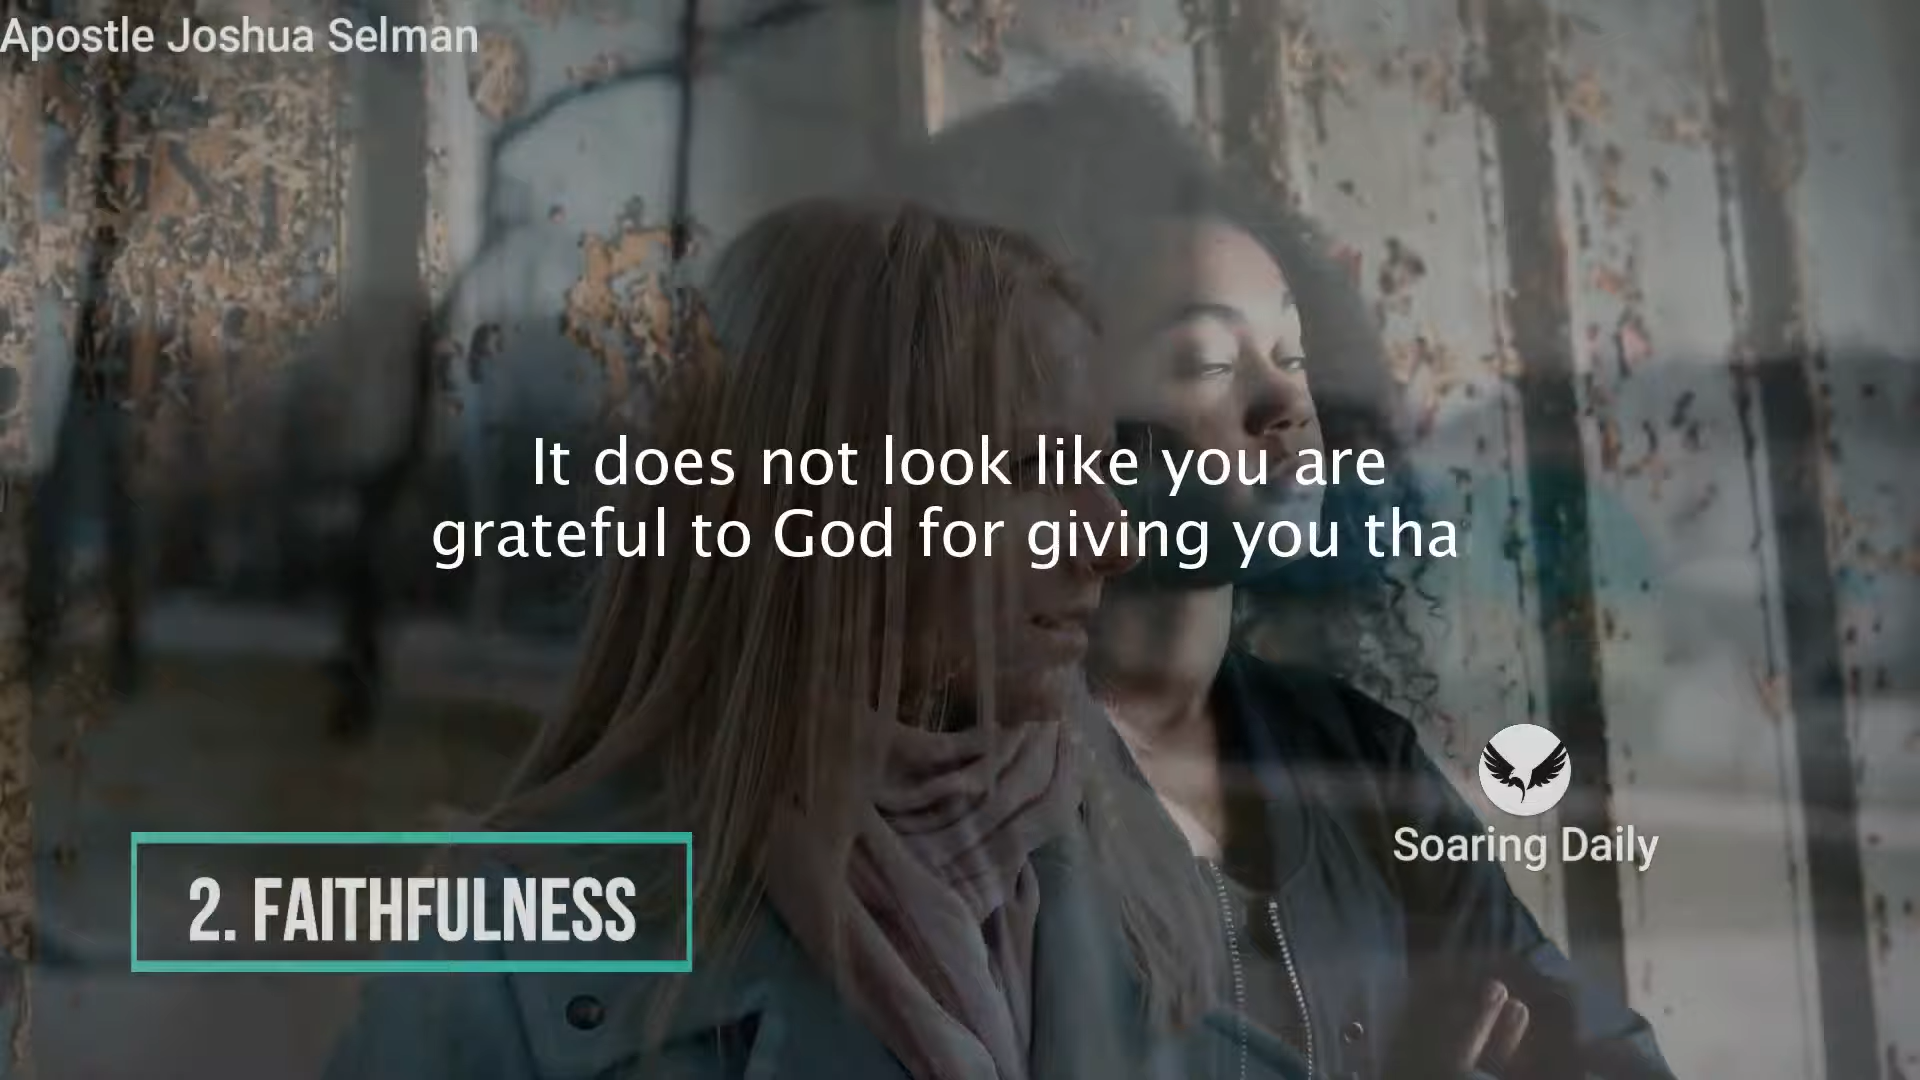 Apostle Joshua Selman
It does not look like you are
grateful to God for giving you tha
2. FAITHFULNESS
Soaring Daily